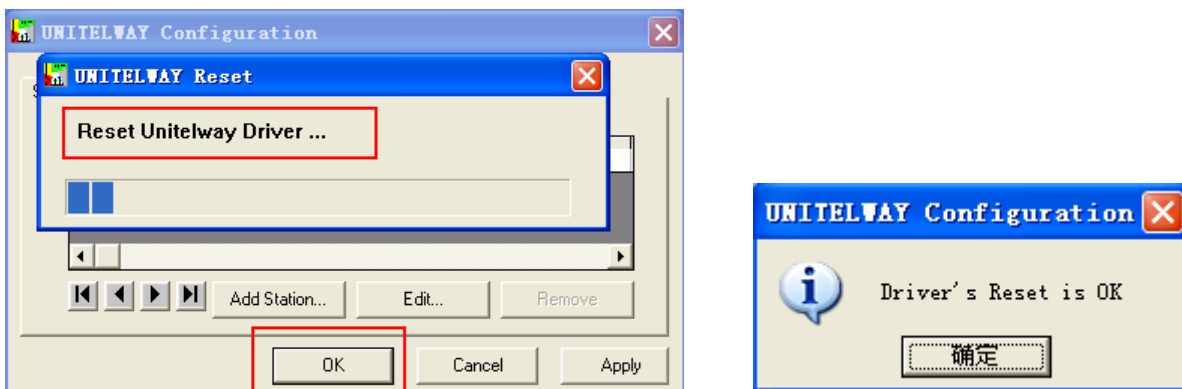 UNITELWAY Configuration
UNITELWAY Reset
Reset Unitelway Driver ...
Add Station...
Edit...
Remove
OK
Cancel
Apply
UNITELWAY Configuration
Driver's Reset is OK
确定